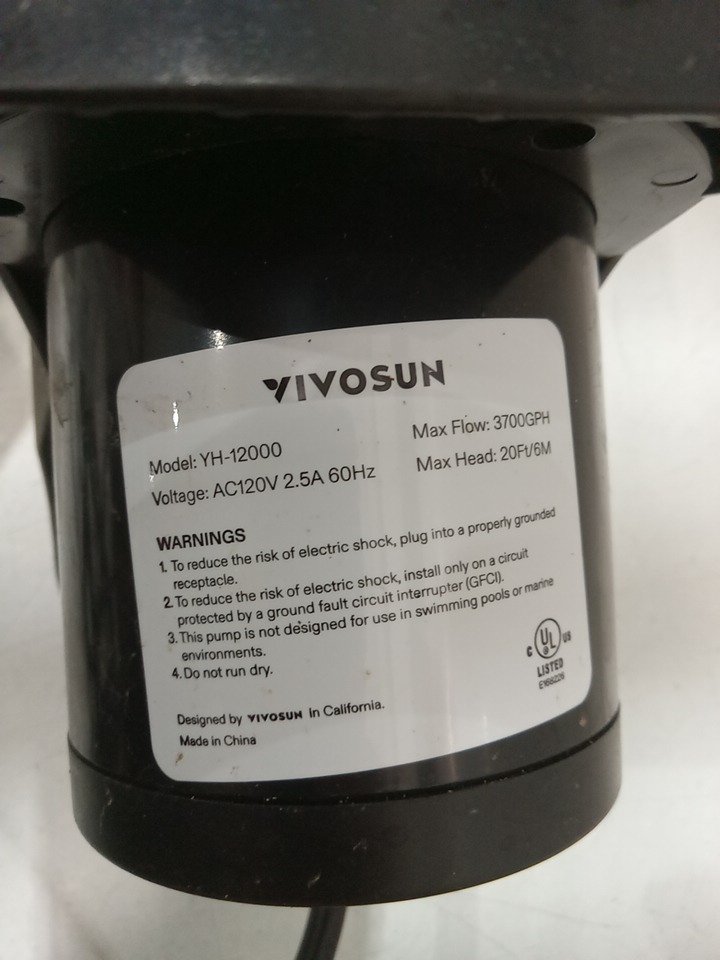 VIVOSUN
Model: YH-12000
Max Flow: 3700GPH
Voltage: AC120V 2.5A 60Hz
Max Head: 20Ft/6M
WARNINGS
1. To reduce the risk of electric shock, plug into a properly grounded
receptacle.
2. To reduce the risk of electric shock, install only on a circuit
protected by a ground fault circuit interrupter (GFCI).
3. This pump is not designed for use in swimming pools or marine
environments.
4. Do not run dry.
C UL US
LISTED
Designed by VIVOSUN in California.
Made in China